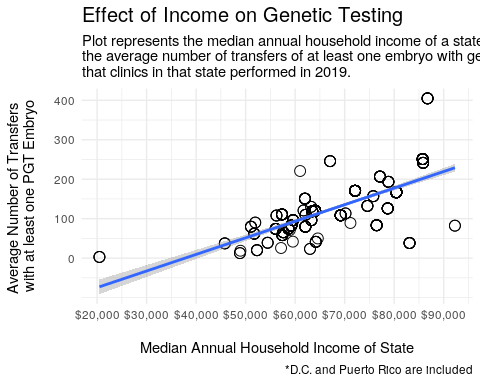 Effect of Income on Genetic Testing
Plot represents the median annual household income of a state
the average number of transfers of at least one embryo with ge
that clinics in that state performed in 2019.
Average Number of Transfers
with at least one PGT Embryo
400
300
200
100
0
$20,000 $30,000 $40,000 $50,000 $60,000 $70,000 $80,000 $90,000
Median Annual Household Income of State
*D.C. and Puerto Rico are included